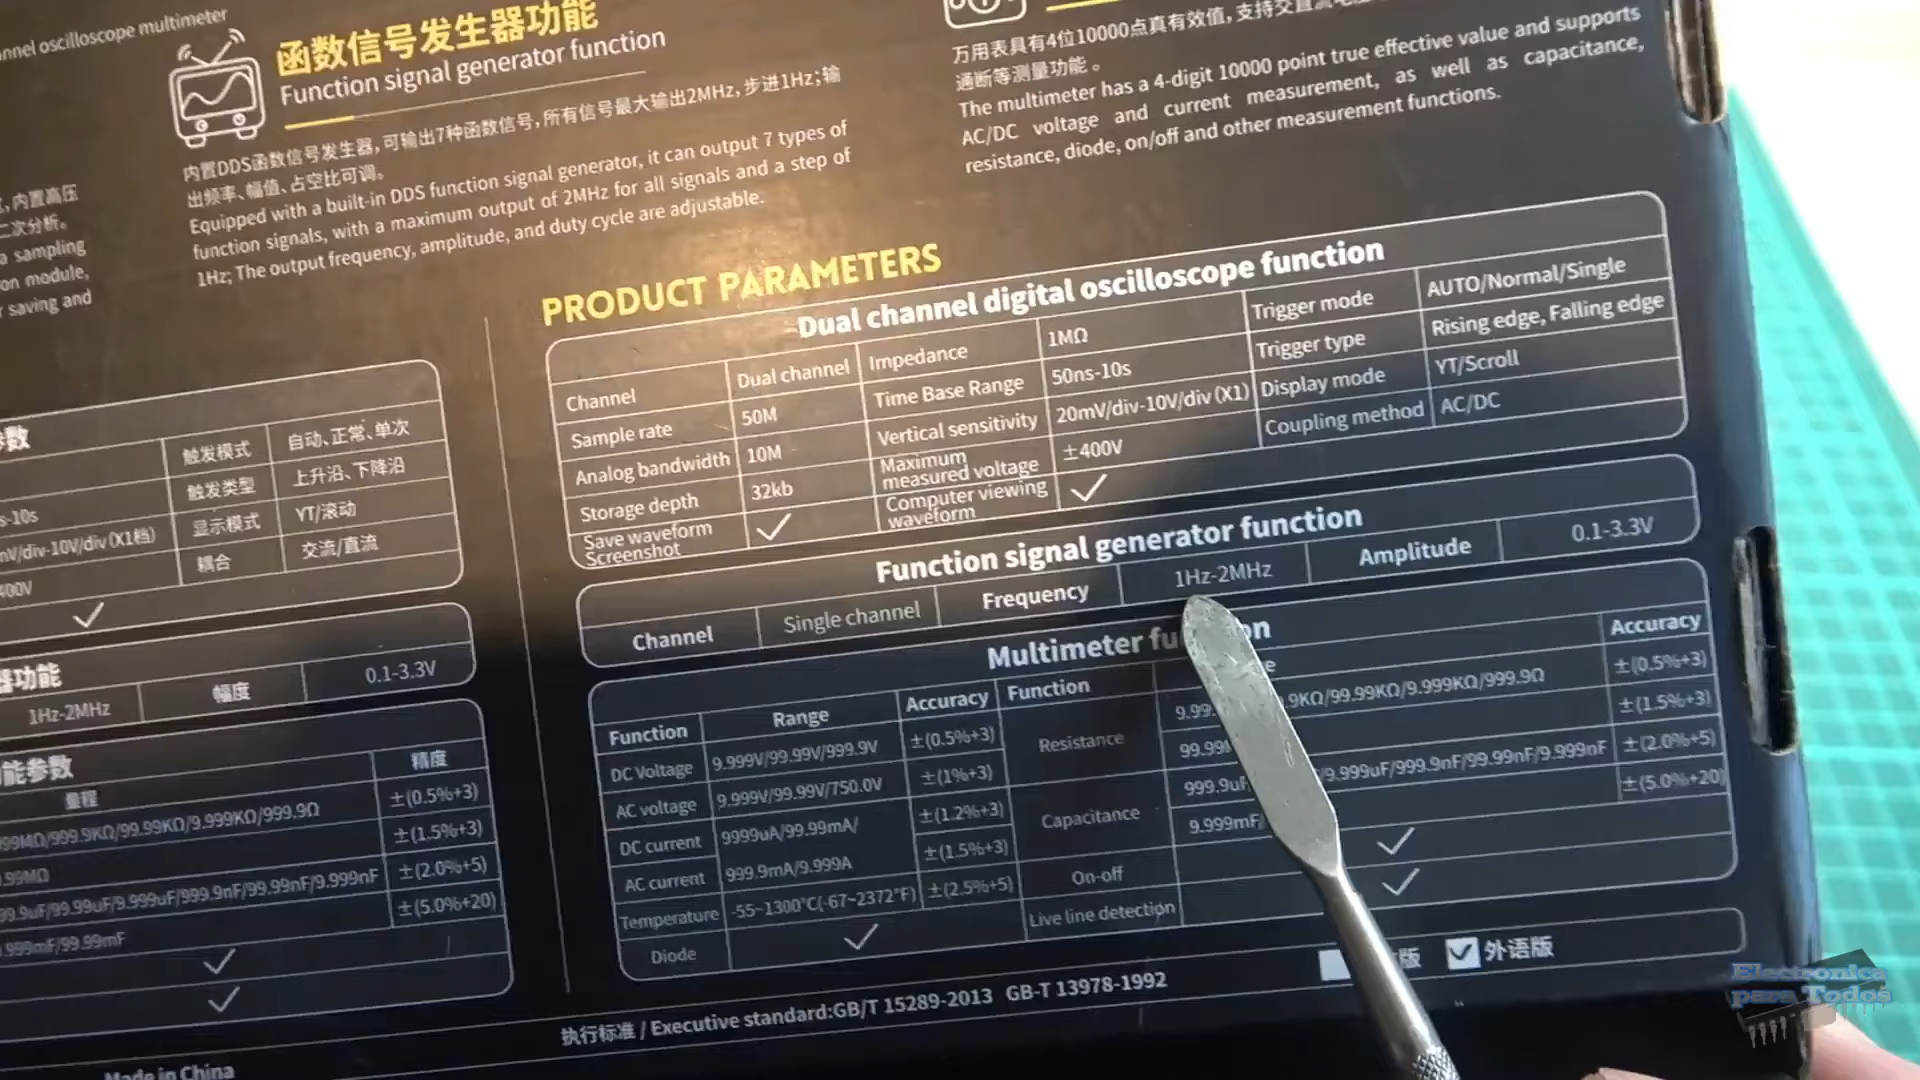 nnel oscilloscope multimeter
函数信号发生器功能
Function signal generator function
内置DDS函数信号发生器,可输出7种函数信号,所有信号最大输出2MHz,步进1Hz;输
出频率、幅值、占空比可调。
Equipped with a built-in DDS function signal generator, it can output 7 types of
function signals, with a maximum output of 2MHz for all signals and a step of
1Hz; The output frequency, amplitude, and duty cycle are adjustable.
万用表具有4位10000点真有效值,支持交直流电
通断等测量功能。
The multimeter has a 4-digit 10000 point true effective value and supports
AC/DC voltage and current measurement, as well as capacitance,
resistance, diode, on/off and other measurement functions.
内置高压
二次分析。
a sampling
on module,
r saving and
PRODUCT PARAMETERS
Dual channel digital oscilloscope function
Channel Dual channel Impedance 1MΩ Trigger mode AUTO/Normal/Single
Sample rate 50M Time Base Range 50ns-10s Trigger type Rising edge, Falling edge
Analog bandwidth 10M Vertical sensitivity 20mV/div-10V/div(X1) Display mode YT/Scroll
Storage depth 32kb Maximum measured voltage ±400V Coupling method AC/DC
Save waveform Screenshot ✓ Computer viewing waveform ✓
Function signal generator function
Channel Single channel Frequency 1Hz-2MHz Amplitude 0.1-3.3V
Multimeter fu on
Function Range Accuracy Function e Accuracy
DC Voltage 9.999V/99.99V/999.9V ±(0.5%+3) Resistance 9.99 .9KΩ/99.99KΩ/9.999KΩ/999.9Ω ±(0.5%+3)
AC voltage 9.999V/99.99V/750.0V ±(1%+3) 99.99 ±(1.5%+3)
DC current 9999uA/99.99mA/ ±(1.2%+3) Capacitance 999.9uF /9.999uF/999.9nF/99.99nF/9.999nF ±(2.0%+5)
AC current 999.9mA/9.999A ±(1.5%+3) 9.999mF/ ±(5.0%+20)
Temperature -55~1300℃(-67~2372℉) ±(2.5%+5) On-off ✓
Diode ✓ Live line detection ✓
参数
触发模式 自动、正常、单次
s-10s 触发类型 上升沿、下降沿
mV/div-10V/div(X1档) 显示模式 YT/滚动
400V 耦合 交流/直流
✓
器功能
1Hz-2MHz 幅度 0.1-3.3V
能参数
量程 精度
99MΩ/999.9KΩ/99.99KΩ/9.999KΩ/999.9Ω ±(0.5%+3)
9.99MΩ ±(1.5%+3)
99.9uF/99.99uF/9.999uF/999.9nF/99.99nF/9.999nF ±(2.0%+5)
.999mF/99.99mF ±(5.0%+20)
✓
✓
执行标准 / Executive standard:GB/T 15289-2013 GB-T 13978-1992
版 ✓ 外语版
Made in China
Electronica
para Todos